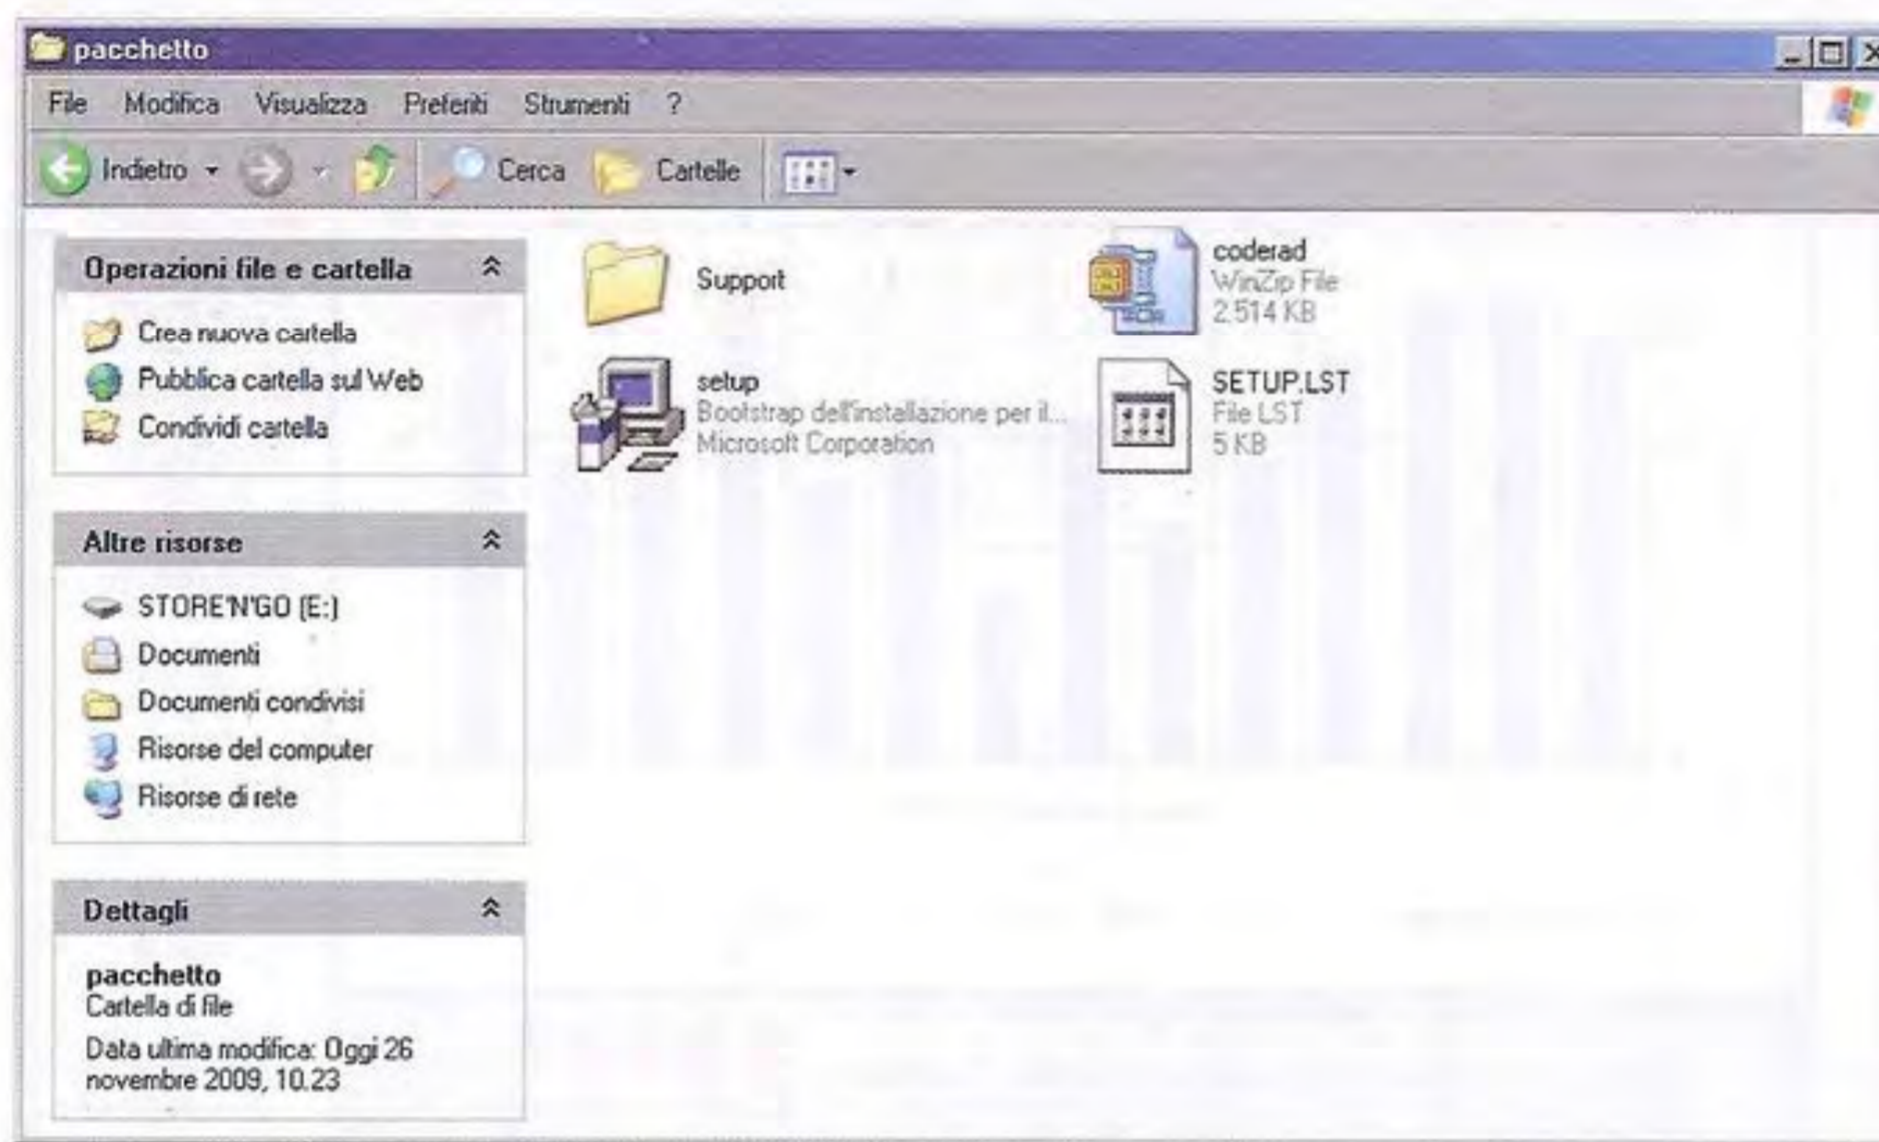 pacchetto
File Modifica Visualizza Preferiti Strumenti ?
Indietro Cerca Cartelle
Operazioni file e cartella
Crea nuova cartella
Pubblica cartella sul Web
Condividi cartella
Altre risorse
STORE'N'GO (E:)
Documenti
Documenti condivisi
Risorse del computer
Risorse di rete
Dettagli
pacchetto
Cartella di file
Data ultima modifica: Oggi 26
novembre 2009, 10.23
Support
coderad
WinZip File
2.514 KB
setup
Bootstrap dell'installazione per il...
Microsoft Corporation
SETUP.LST
File LST
5 KB